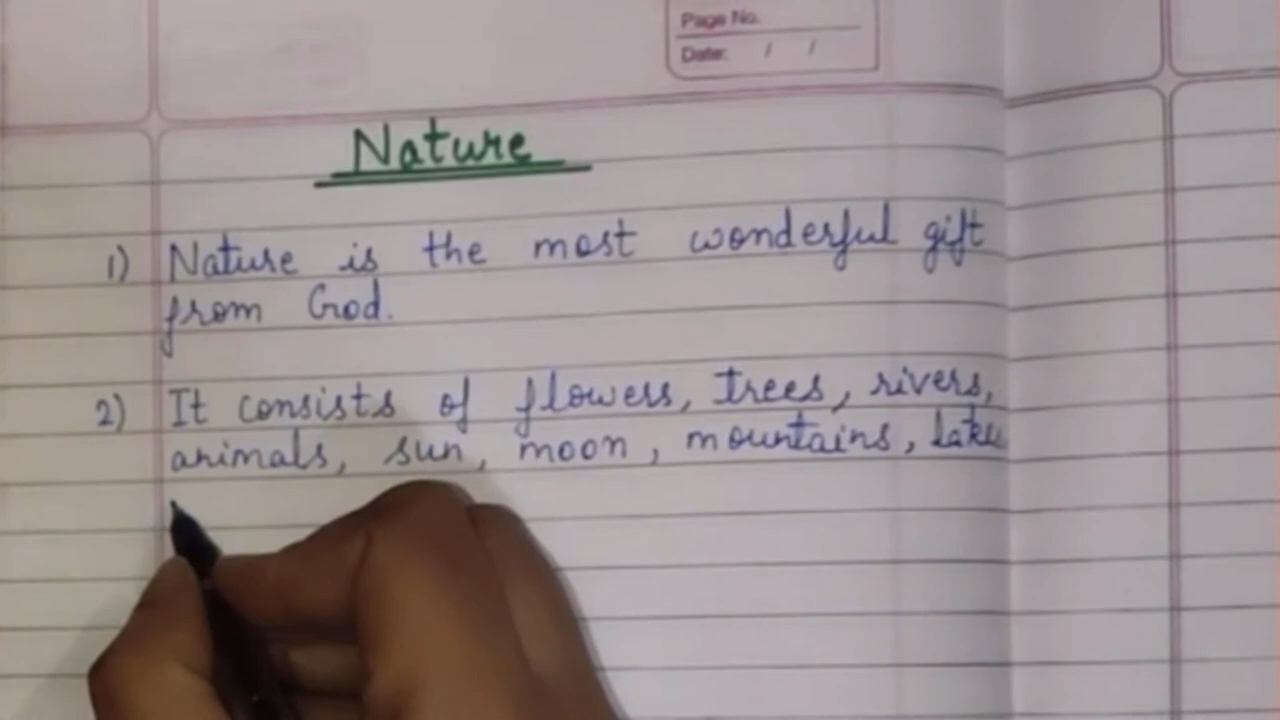 Page No.
Date: / /
Nature
1) Nature is the most wonderful gift
from God.
2) It consists of flowers, trees, rivers,
animals, sun, moon, mountains, lakes